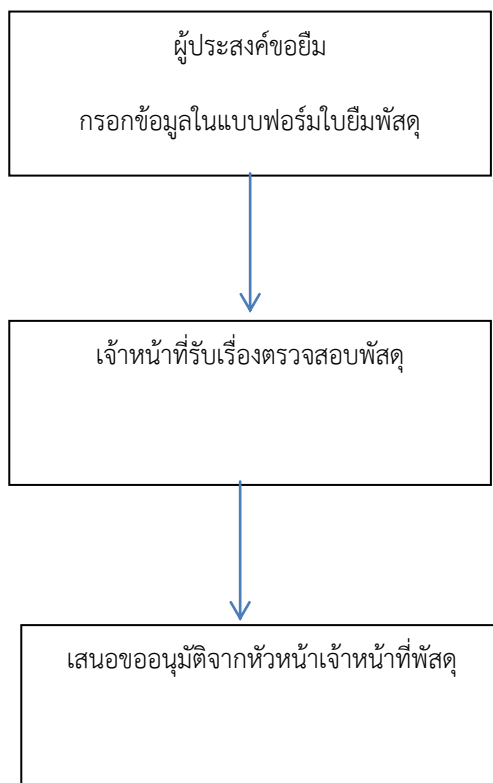 ผู้ประสงค์ขอยืม
กรอกข้อมูลในแบบฟอร์มใบยืมพัสดุ
เจ้าหน้าที่รับเรื่องตรวจสอบพัสดุ
เสนอขออนุมัติจากหัวหน้าเจ้าหน้าที่พัสดุ